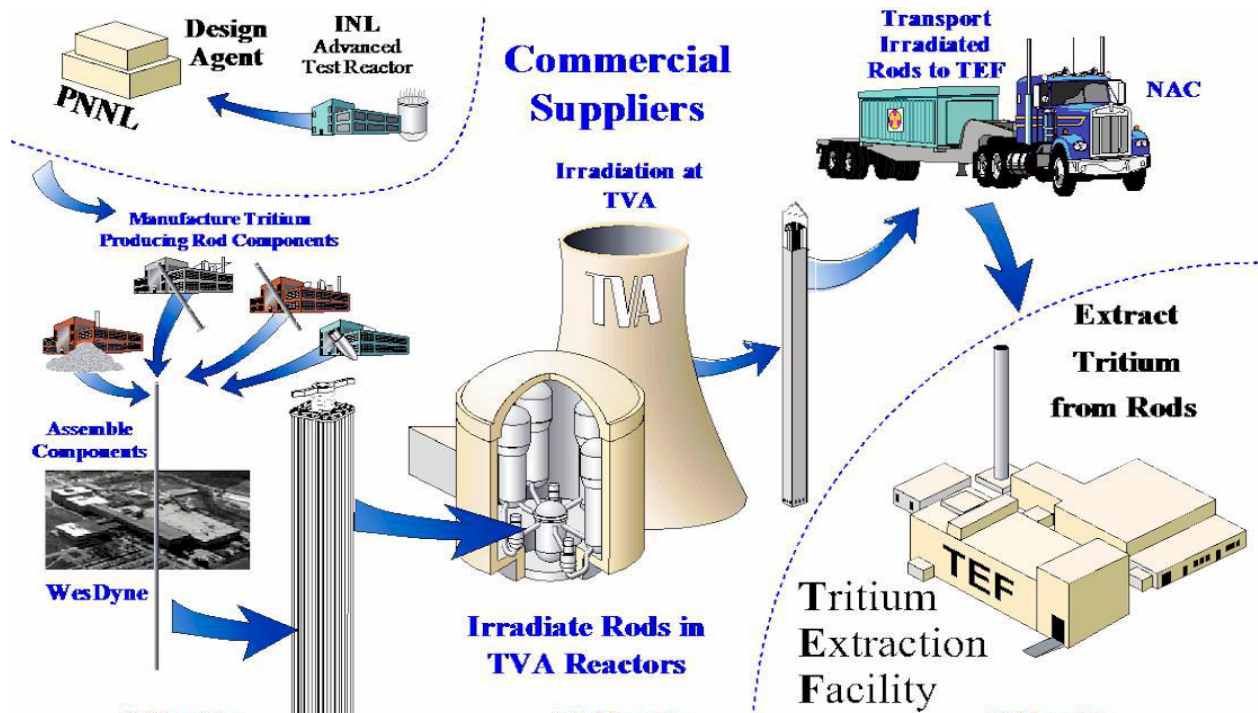 Design
Agent
PNNL
INL
Advanced
Test Reactor
Commercial
Suppliers
Transport
Irradiated
Rods to TEF
NAC
Manufacture Tritium
Producing Rod Components
Irradiation at
TVA
TVA
Assemble
Components
WesDyne
Irradiate Rods in
TVA Reactors
Extract
Tritium
from Rods
TEF
Tritium
Extraction
Facility